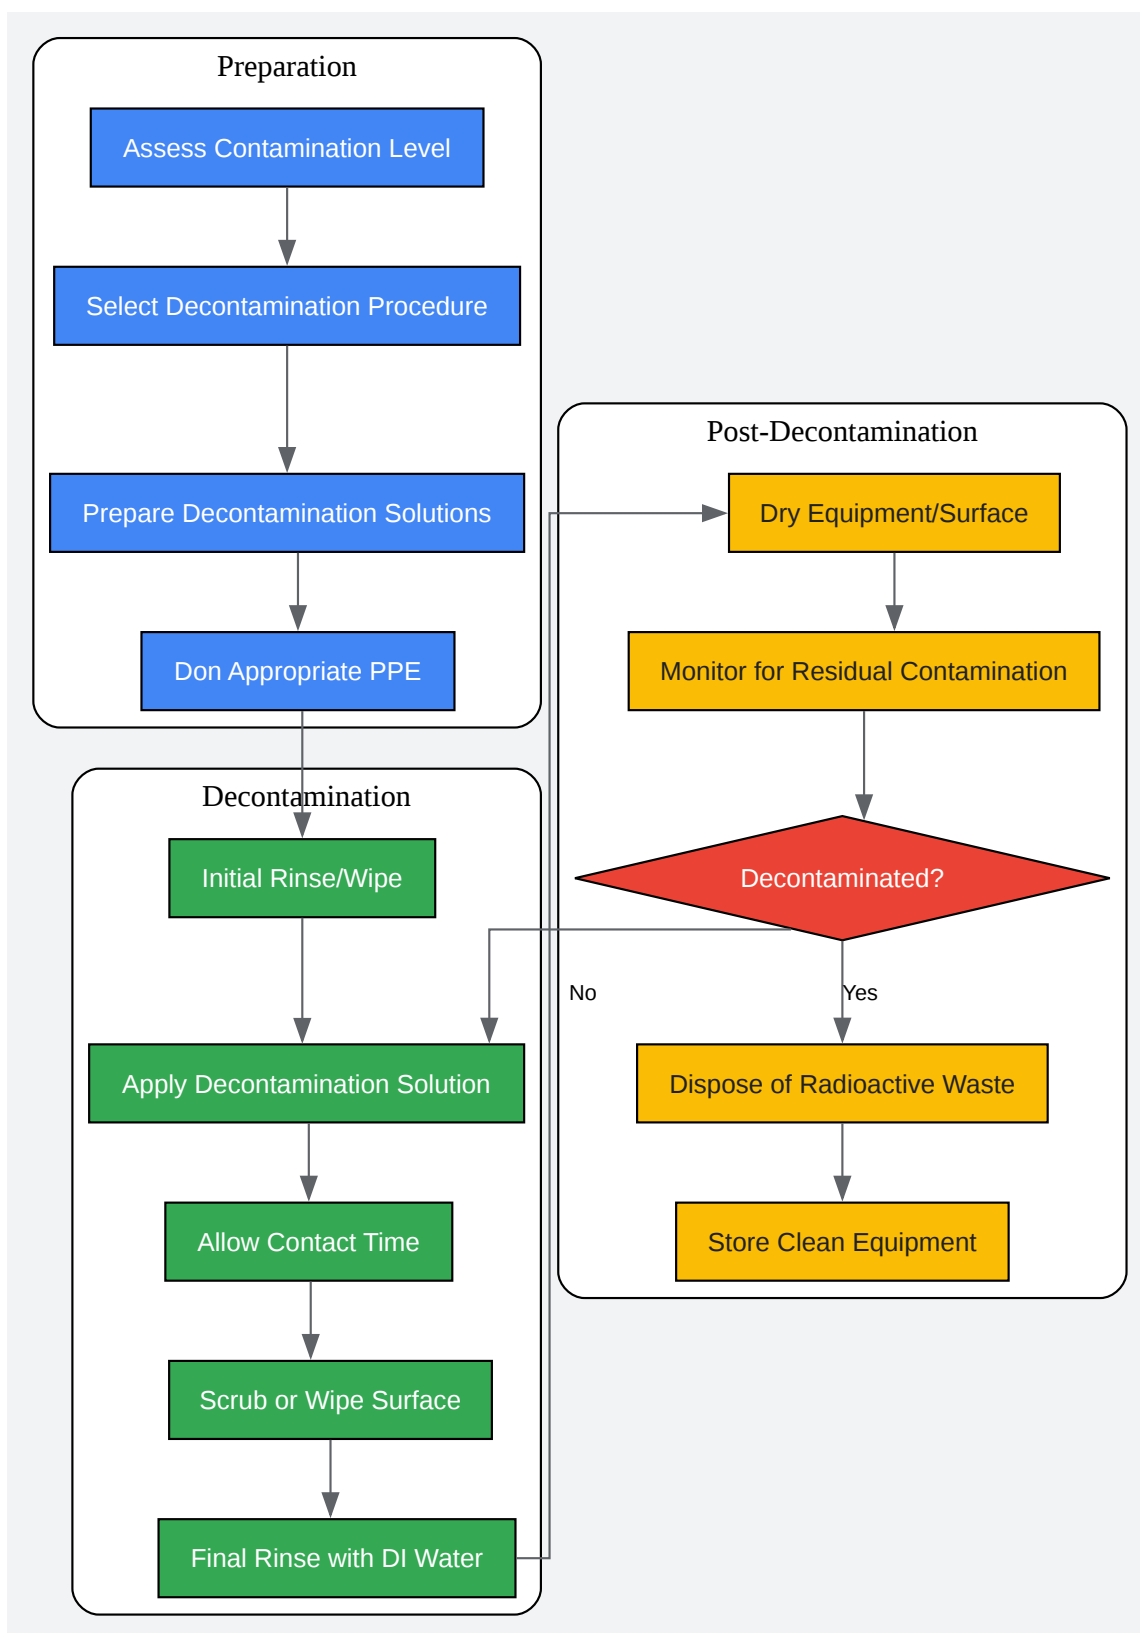 Preparation
Assess Contamination Level
Select Decontamination Procedure
Prepare Decontamination Solutions
Don Appropriate PPE
Decontamination
Initial Rinse/Wipe
Apply Decontamination Solution
Allow Contact Time
Scrub or Wipe Surface
Final Rinse with DI Water
Post-Decontamination
Dry Equipment/Surface
Monitor for Residual Contamination
Decontaminated?
No
Yes
Dispose of Radioactive Waste
Store Clean Equipment